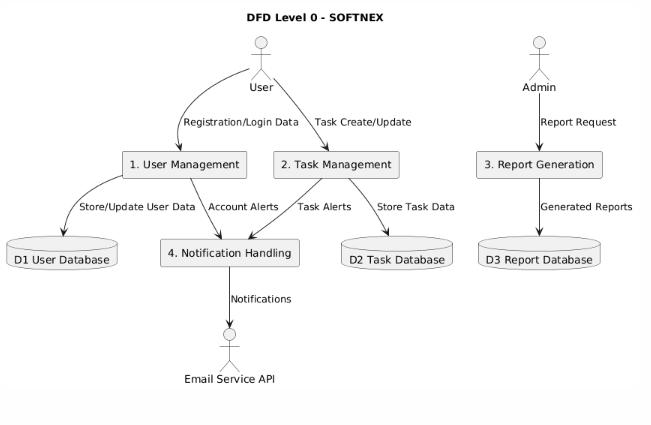 DFD Level 0 - SOFTNEX
User
Admin
Registration/Login Data
Task Create/Update
Report Request
1. User Management
2. Task Management
3. Report Generation
Store/Update User Data
Account Alerts
Task Alerts
Store Task Data
Generated Reports
D1 User Database
4. Notification Handling
D2 Task Database
D3 Report Database
Notifications
Email Service API